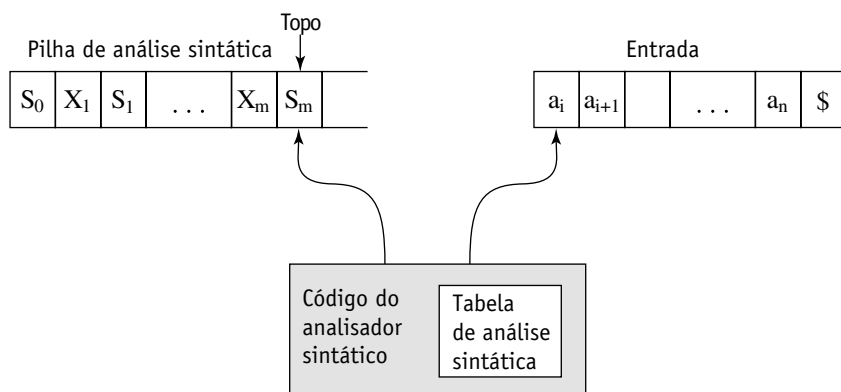 Topo
Pilha de análise sintática
Entrada
S0 X1 S1 . . . Xm Sm
ai ai+1 . . . an $
Código do
analisador
sintático
Tabela
de análise
sintática